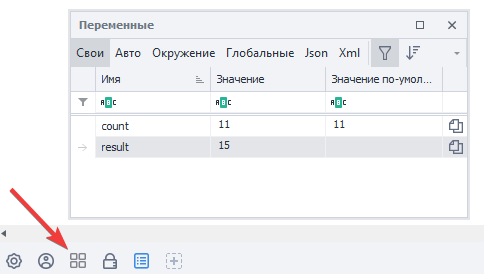 Переменные
Свои Авто Окружение Глобальные Json Xml
Имя Значение Значение по-умол...
ABC ABC ABC
count 11 11
result 15